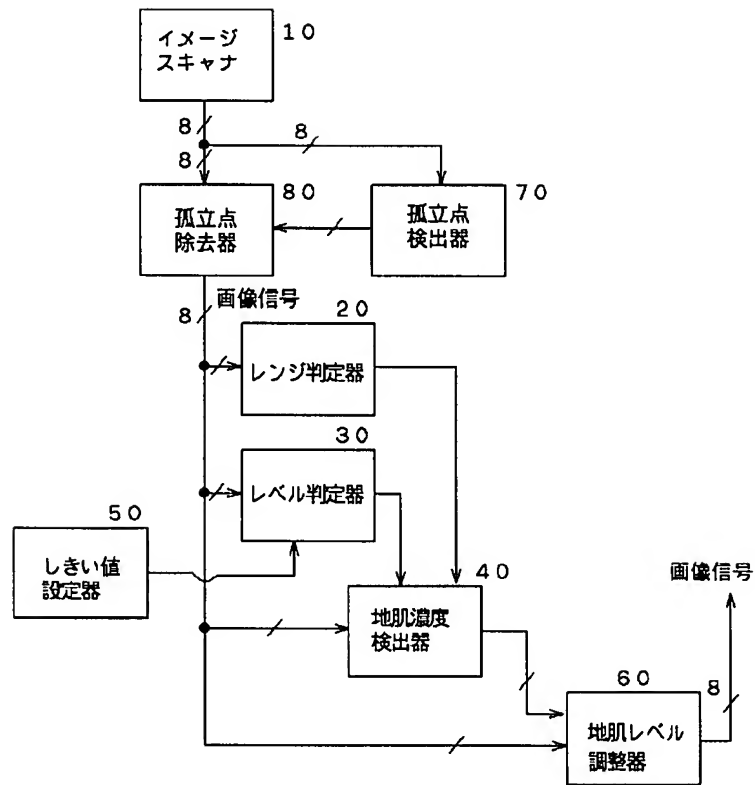 10
イメージ
スキャナ
8
8
8
80
70
孤立点
除去器
孤立点
検出器
画像信号
8
20
レンジ判定器
30
レベル判定器
50
しきい値
設定器
40
地肌濃度
検出器
画像信号
60
8
地肌レベル
調整器